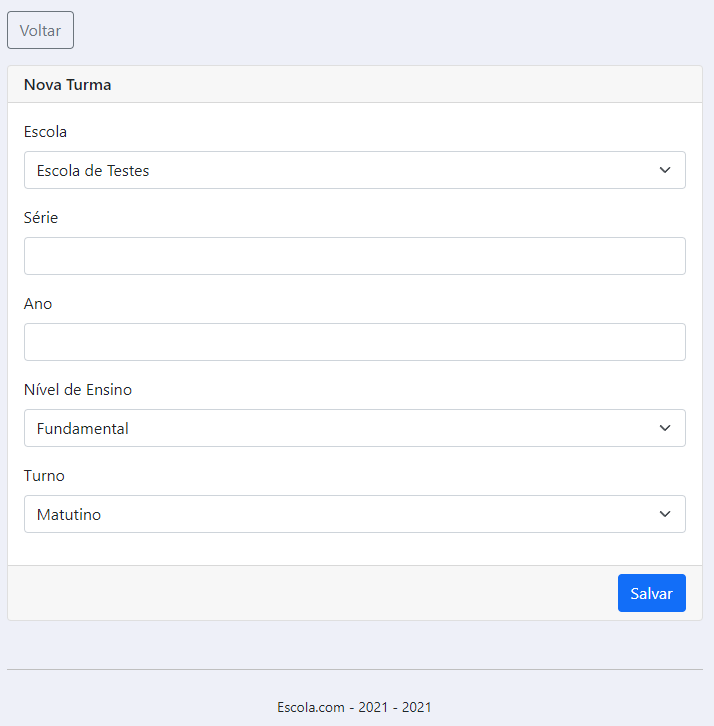 Voltar
Nova Turma
Escola
Escola de Testes
Série
Ano
Nível de Ensino
Fundamental
Turno
Matutino
Salvar
Escola.com - 2021 - 2021